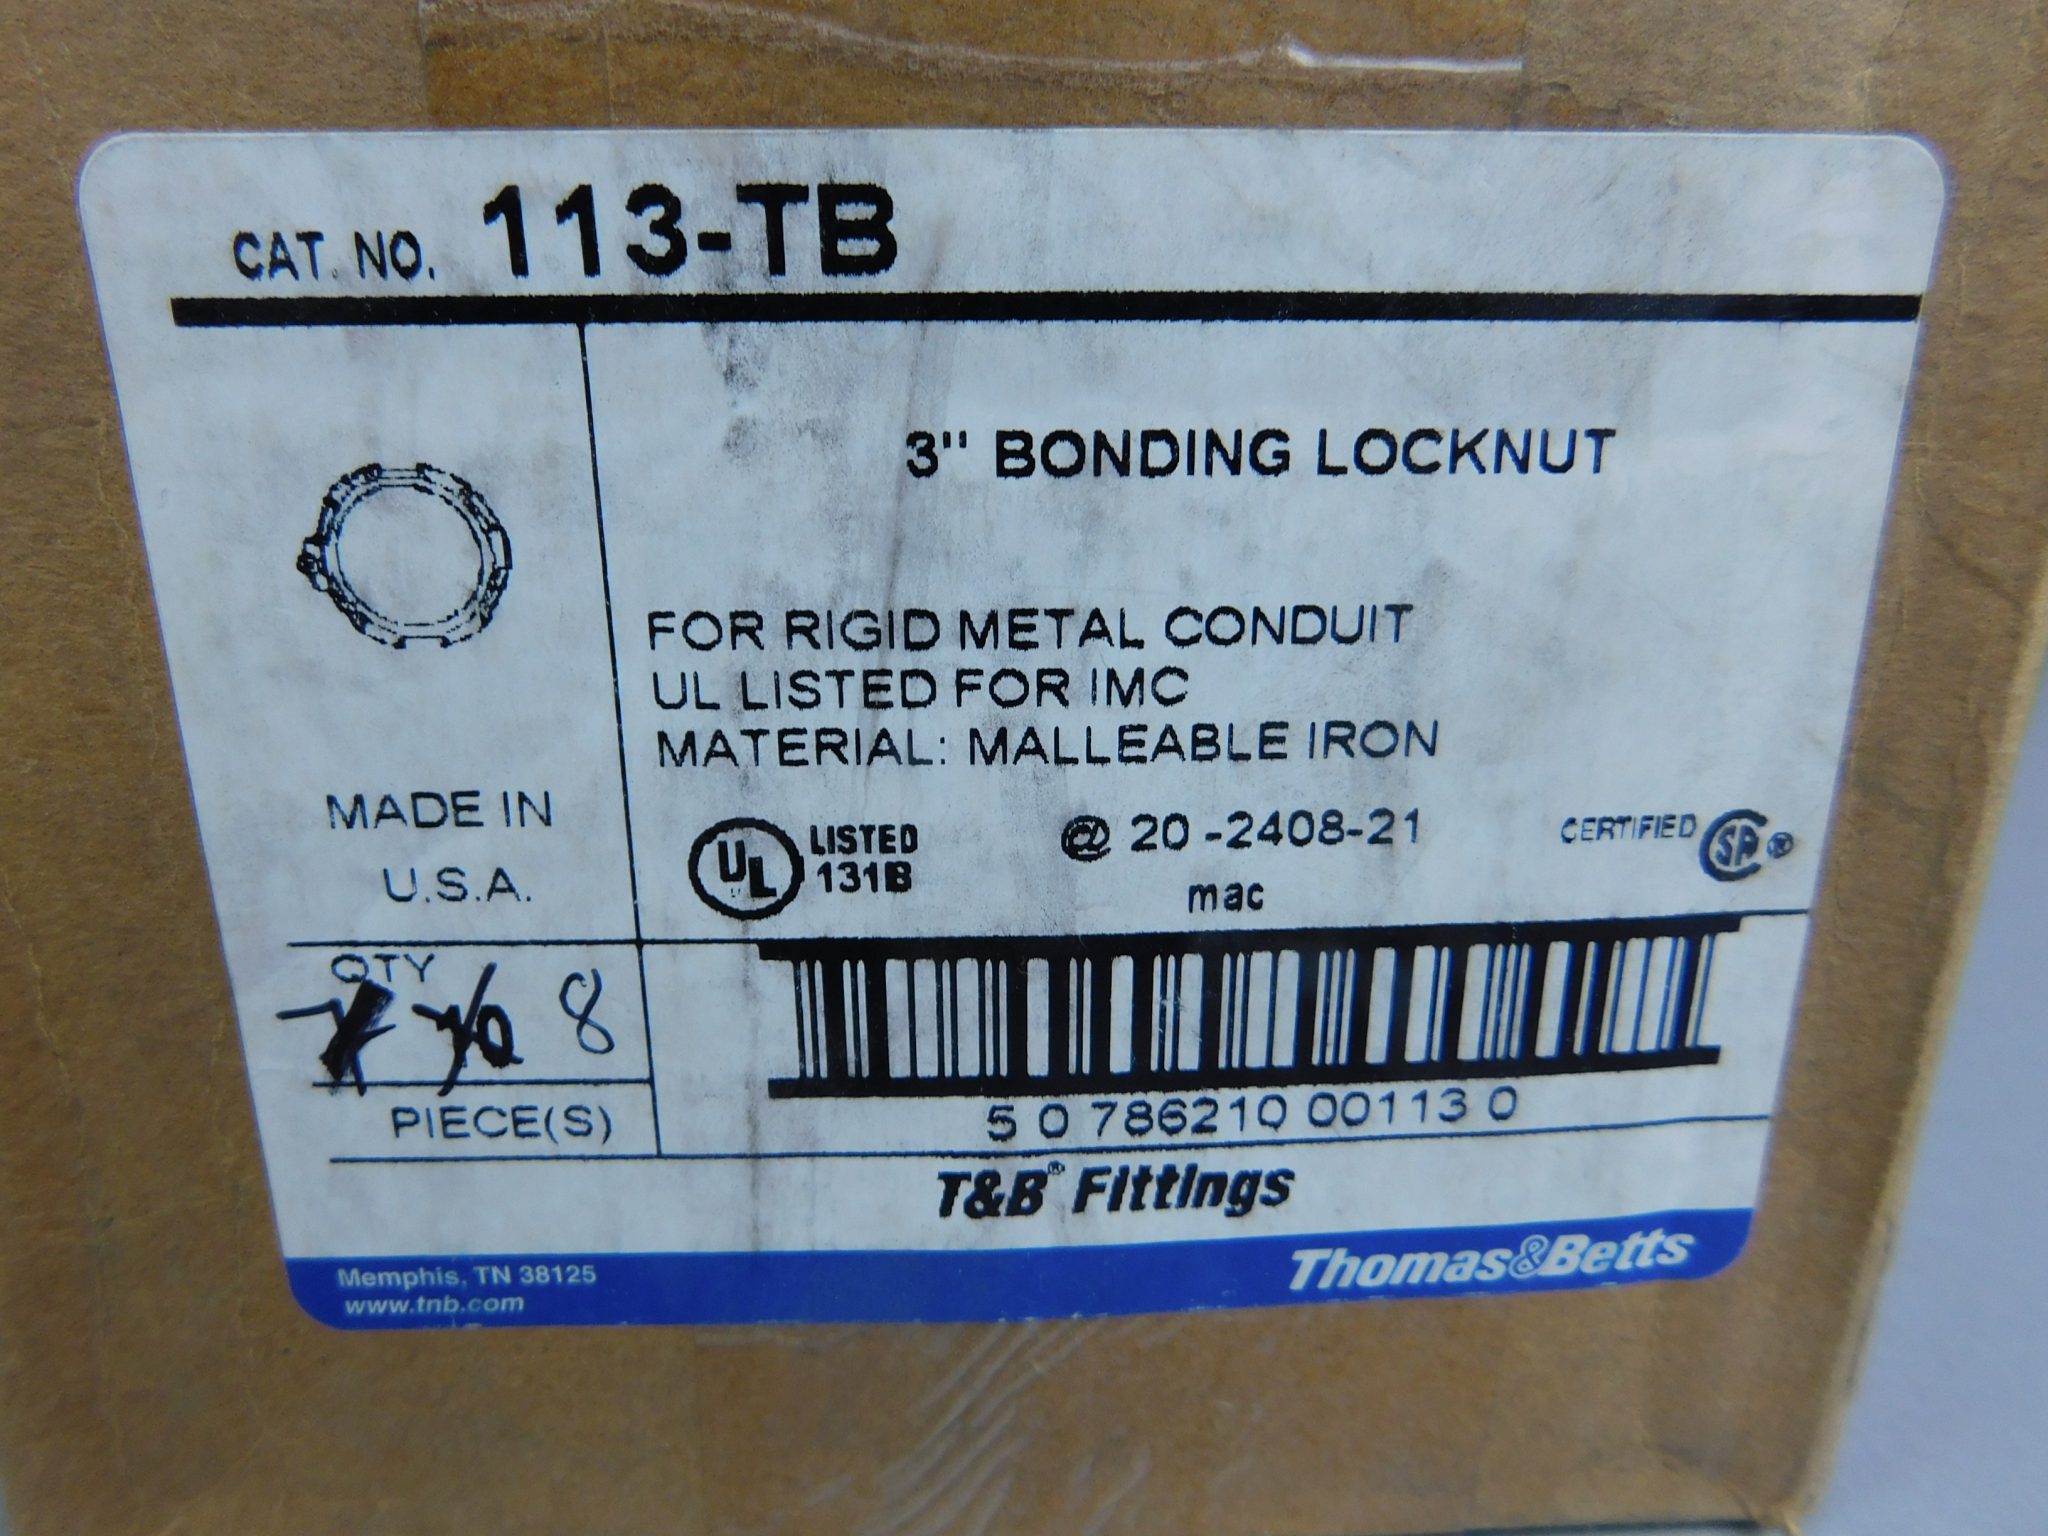 CAT. NO. 113-TB
3" BONDING LOCKNUT
FOR RIGID METAL CONDUIT
UL LISTED FOR IMC
MATERIAL: MALLEABLE IRON
MADE IN
U.S.A.
UL LISTED
131B
@ 20 -2408-21
mac
CERTIFIED SA ®
QTY
8
PIECE(S)
5 0 786210 00113 0
T&B® Fittings
Memphis, TN 38125
www.tnb.com
Thomas&Betts